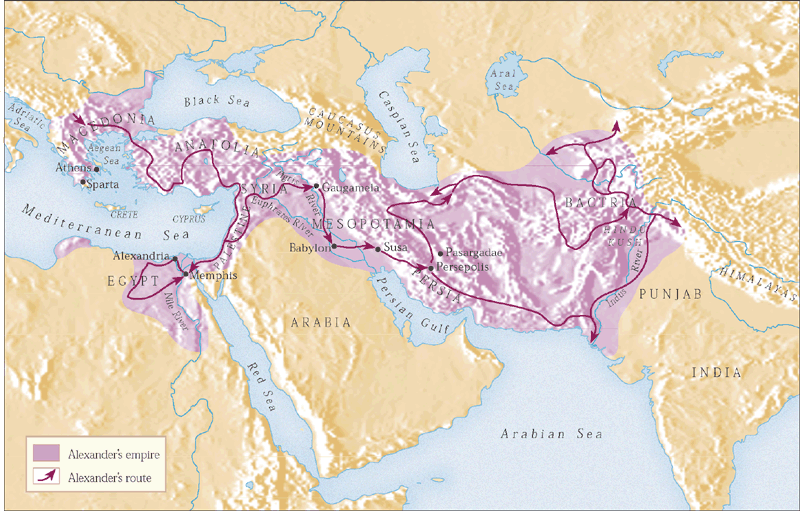 Aral
Sea
Black Sea
Caspian Sea
CAUCASUS
MOUNTAINS
Adriatic
Sea
MACEDONIA
Aegean
Sea
ANATOLIA
Athens
Sparta
CRETE
CYPRUS
Mediterranean Sea
SYRIA
Tigris
River
Gaugamela
Euphrates River
MESOPOTAMIA
BACTRIA
HINDU
KUSH
PALESTINE
Babylon
Susa
Pasargadae
Persepolis
PERSIA
Alexandria
EGYPT
Memphis
Nile River
Persian Gulf
Indus River
HIMALAYAS
PUNJAB
ARABIA
Red Sea
INDIA
Arabian Sea
Alexander's empire
Alexander's route